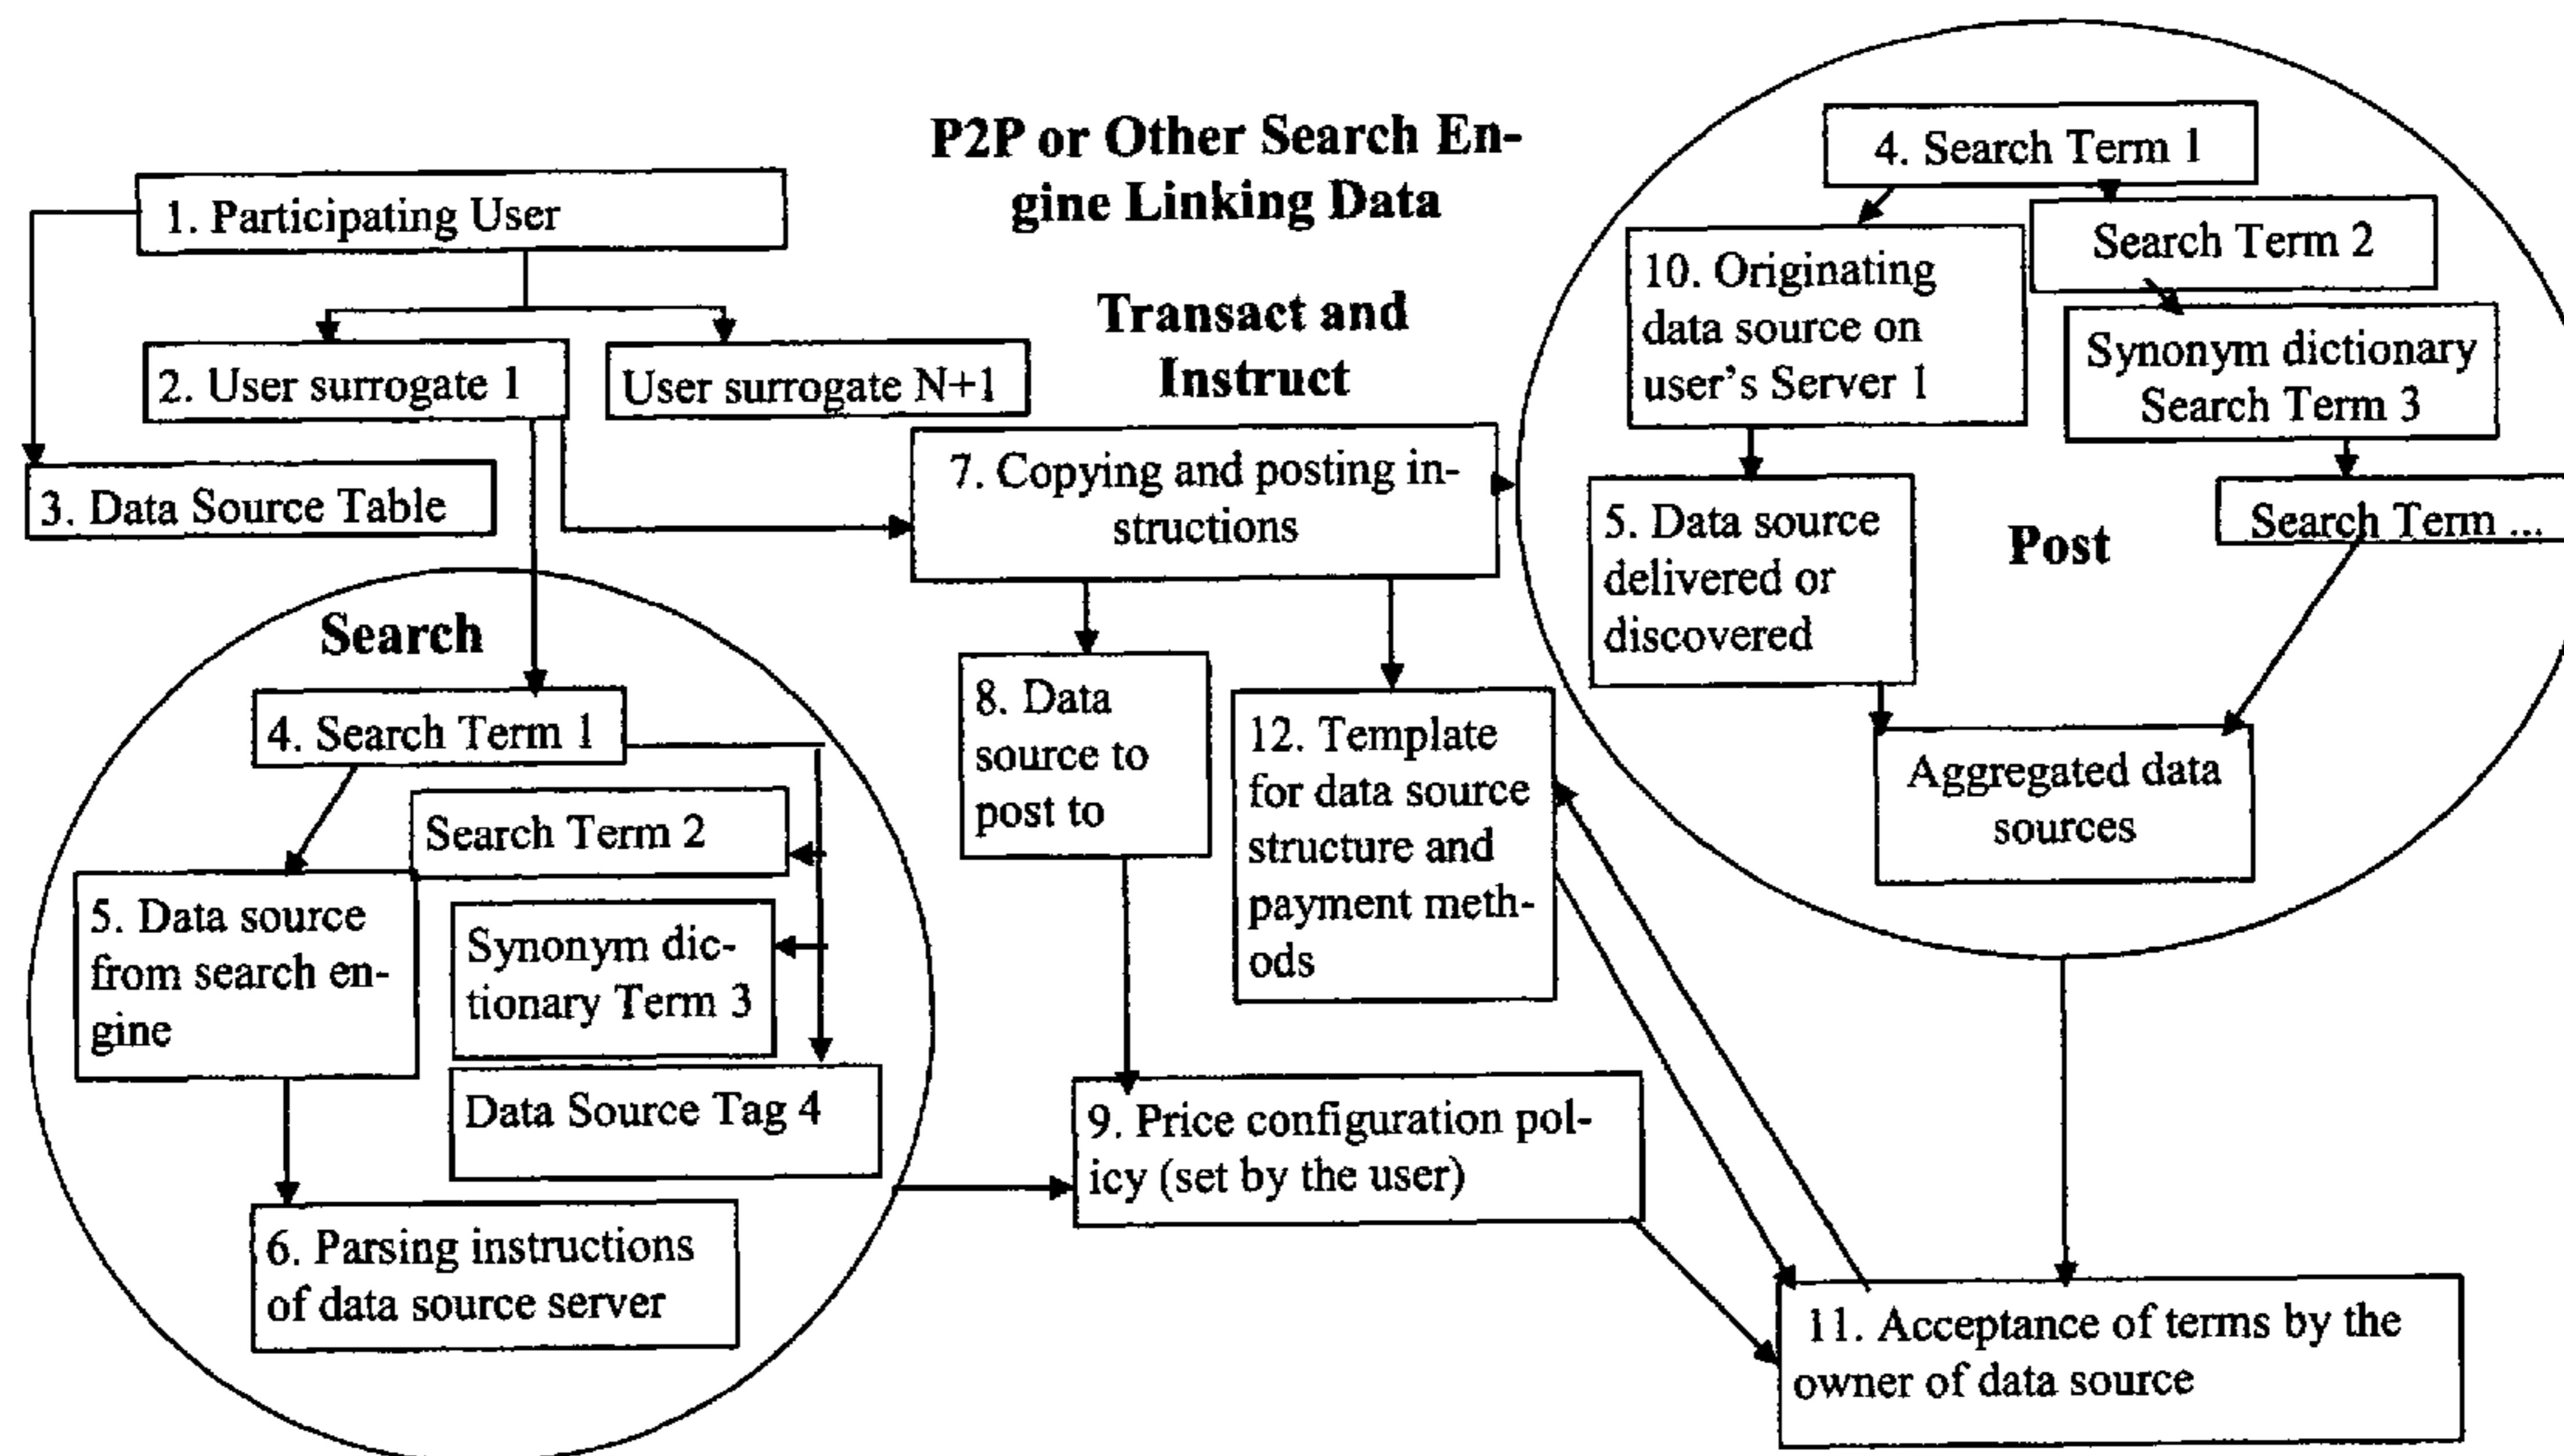 P2P or Other Search En-
gine Linking Data
1. Participating User
2. User surrogate 1
User surrogate N+1
3. Data Source Table
Transact and
Instruct
7. Copying and posting in-
structions
8. Data
source to
post to
12. Template
for data source
structure and
payment meth-
ods
9. Price configuration pol-
icy (set by the user)
Search
4. Search Term 1
Search Term 2
5. Data source
from search en-
gine
Synonym dic-
tionary Term 3
Data Source Tag 4
6. Parsing instructions
of data source server
4. Search Term 1
Search Term 2
10. Originating
data source on
user's Server 1
Synonym dictionary
Search Term 3
Search Term ...
5. Data source
delivered or
discovered
Post
Aggregated data
sources
11. Acceptance of terms by the
owner of data source